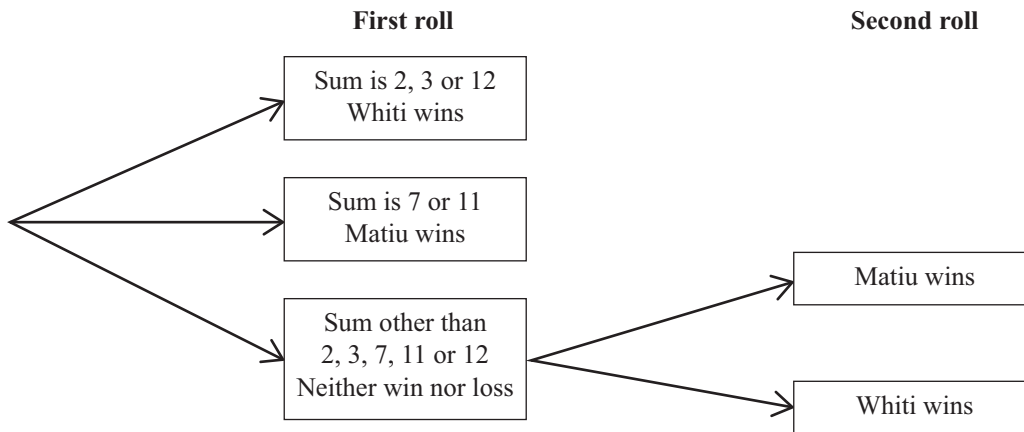 First roll
Second roll
Sum is 2, 3 or 12
Whiti wins
Sum is 7 or 11
Matiu wins
Sum other than
2, 3, 7, 11 or 12
Neither win nor loss
Matiu wins
Whiti wins